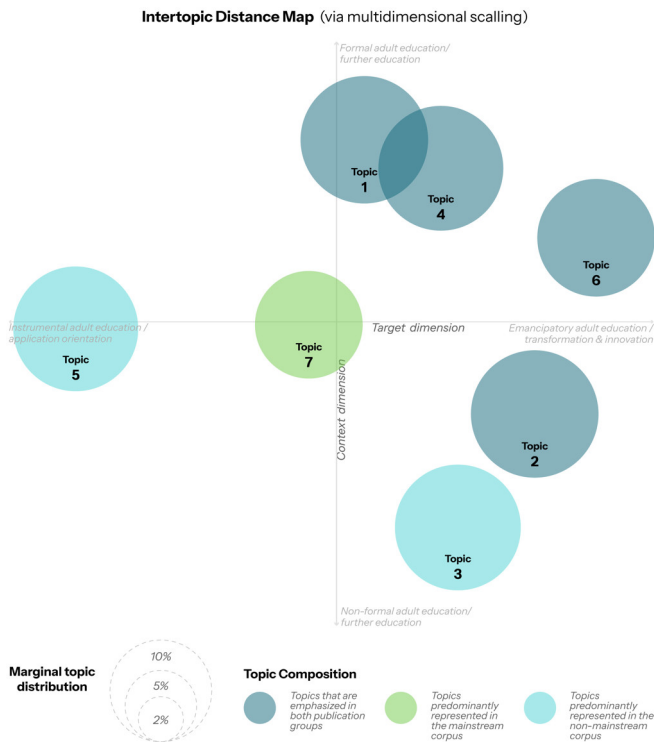 Intertopic Distance Map (via multidimensional scalling)
Formal adult education/
further education
Topic
1
Topic
4
Topic
6
Instrumental adult education /
application orientation
Target dimension
Emancipatory adult education /
transformation & innovation
Topic
5
Topic
7
Context dimension
Topic
2
Topic
3
Non-formal adult education/
further education
Marginal topic
distribution
10%
5%
2%
Topic Composition
Topics that are
emphasized in
both publication
groups
Topics
predominantly
represented in
the mainstream
corpus
Topics
predominantly
represented in the
non-mainstream
corpus